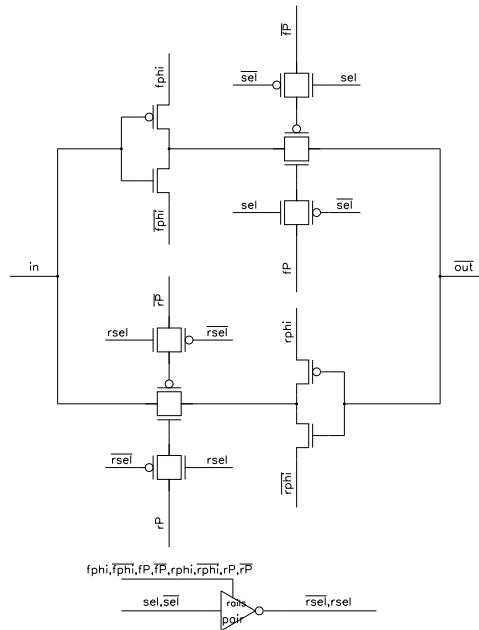 f̅P̅
s̅e̅l̅ sel
fphi
f̅p̅h̅i̅
sel s̅e̅l̅
fP
in
o̅u̅t̅
r̅P̅
rsel r̅s̅e̅l̅
rphi
r̅s̅e̅l̅ rsel
r̅p̅h̅i̅
rP
fphi,f̅p̅h̅i̅,fP,f̅P̅,rphi,r̅p̅h̅i̅,rP,r̅P̅
sel,s̅e̅l̅ rails r̅s̅e̅l̅,rsel
pair